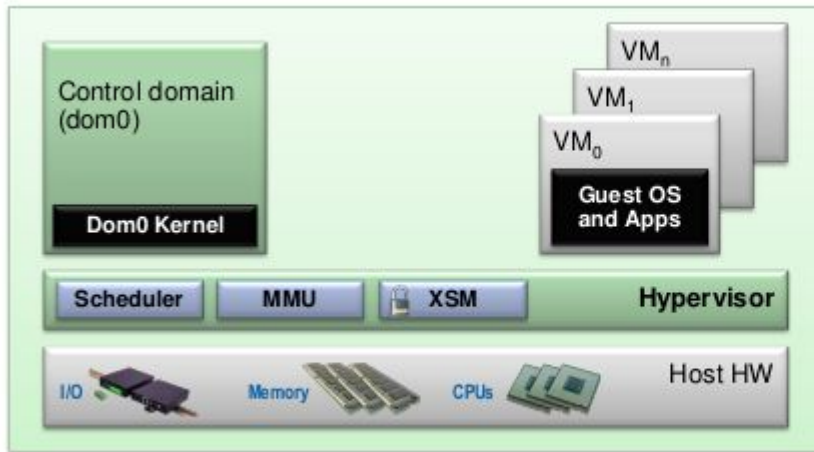 Control domain
(dom0)
Dom0 Kernel
VMn
VM1
VM0
Guest OS
and Apps
Scheduler
MMU
XSM
Hypervisor
I/O
Memory
CPUs
Host HW